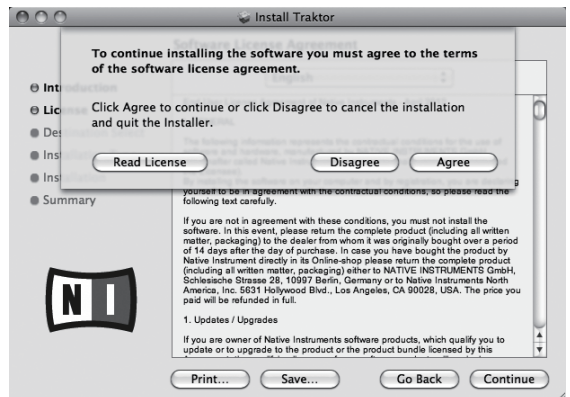 Install Traktor
Software License Agreement
English
To continue installing the software you must agree to the terms
of the software license agreement.
Click Agree to continue or click Disagree to cancel the installation
and quit the Installer.
Read License
Disagree
Agree
Introduction
License
Destination Select
Installation
Summary
N I
yourself to be in agreement with the contractual conditions, so please read the
following text carefully.
If you are not in agreement with these conditions, you must not install the
software. In this event, please return the complete product (including all written
matter, packaging) to the dealer from whom it was originally bought over a period
of 14 days after the day of purchase. In case you have bought the product by
Native Instrument directly in its Online-shop please return the complete product
(including all written matter, packaging) either to NATIVE INSTRUMENTS GmbH,
Schlesische Strasse 28, 10997 Berlin, Germany or to Native Instruments North
America, Inc. 5631 Hollywood Blvd., Los Angeles, CA 90028, USA. The price you
paid will be refunded in full.
1. Updates / Upgrades
If you are owner of Native Instruments software products, which qualify you to
update or to upgrade to the product or the product bundle licensed by this
Print...
Save...
Go Back
Continue